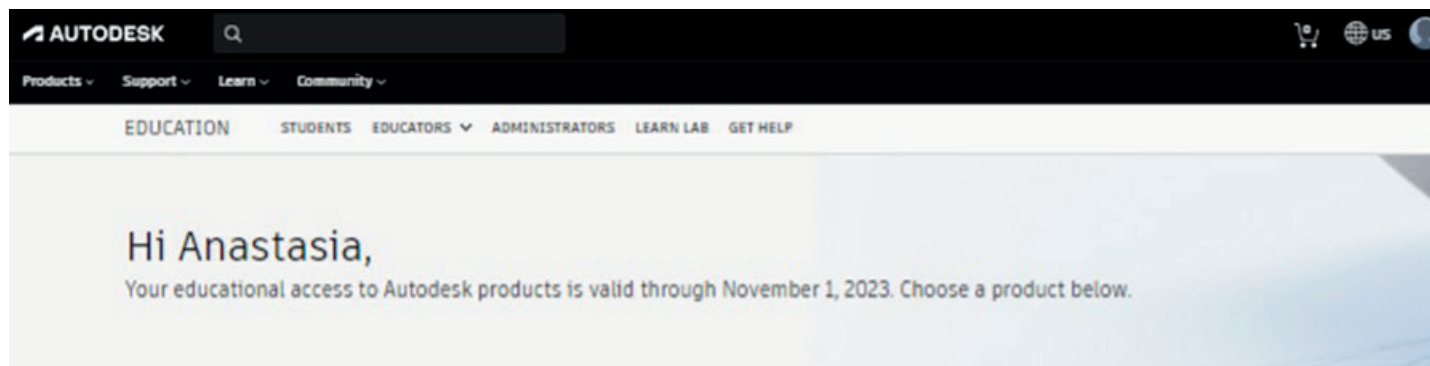 AUTODESK
0
US
Products Support Learn Community
EDUCATION STUDENTS EDUCATORS ADMINISTRATORS LEARN LAB GET HELP
Hi Anastasia,
Your educational access to Autodesk products is valid through November 1, 2023. Choose a product below.